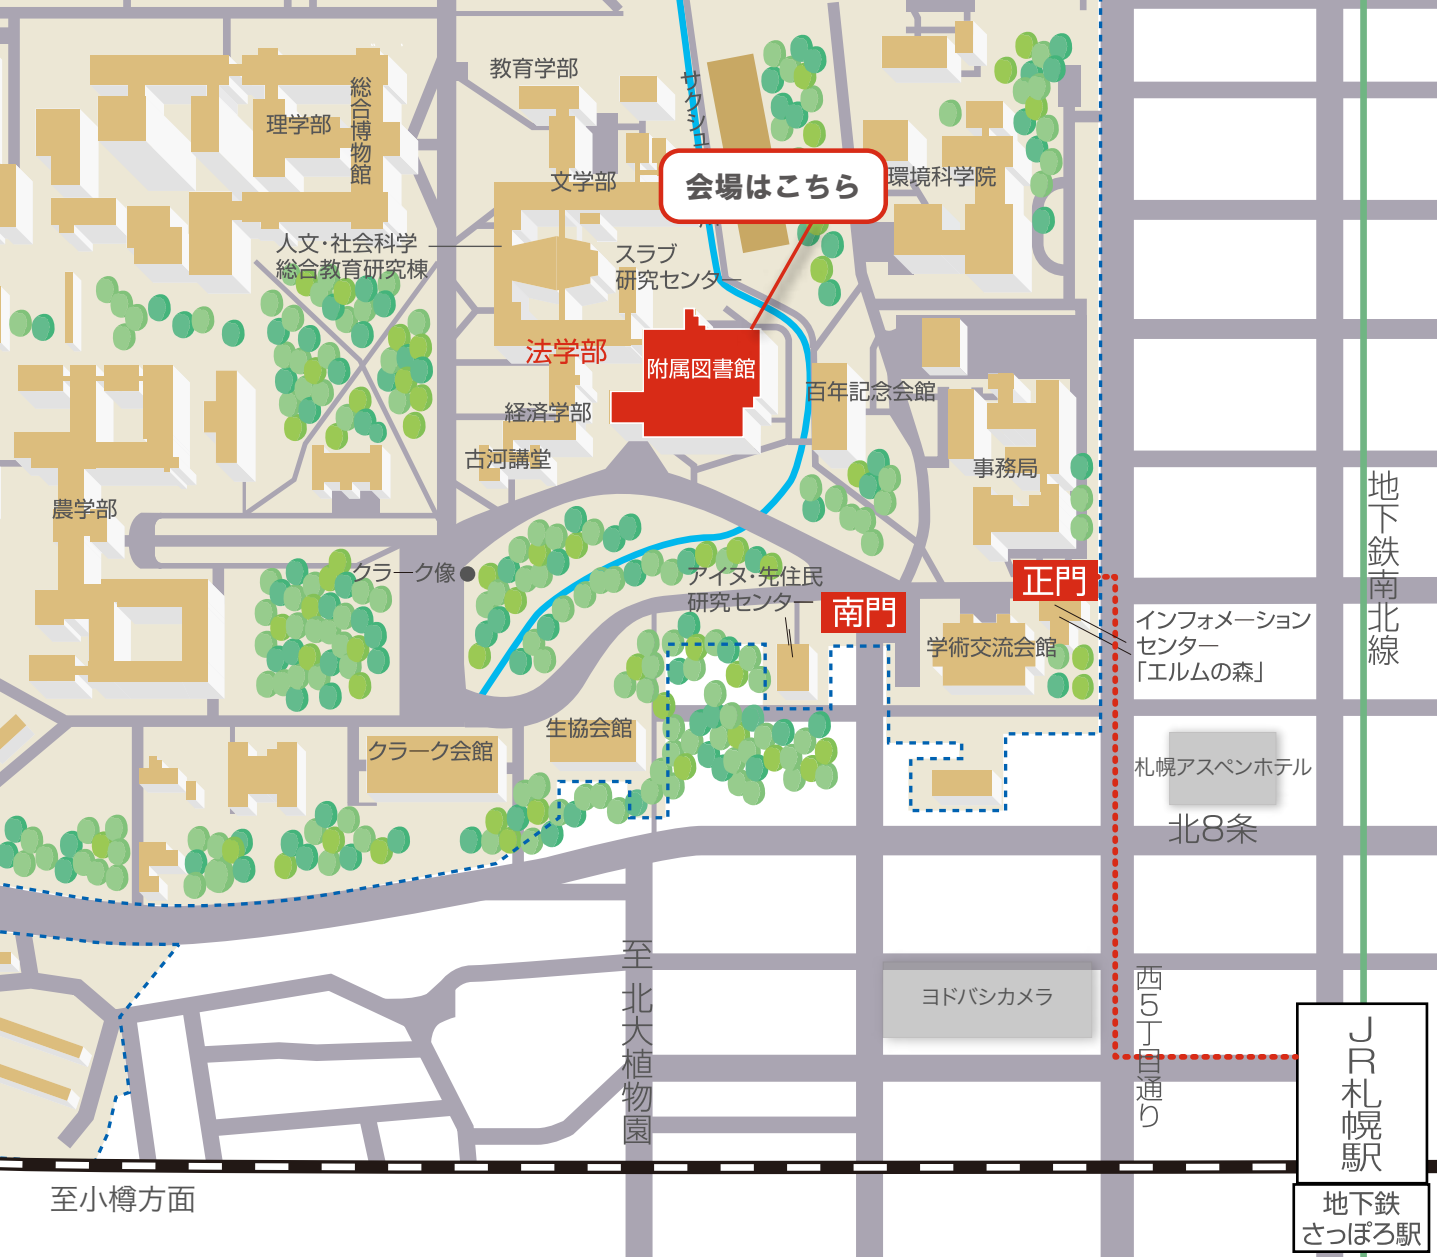 教育学部
サクシュ
総合博物館
理学部
会場はこちら
環境科学院
文学部
人文・社会科学
総合教育研究棟
スラブ
研究センター
法学部
附属図書館
百年記念会館
経済学部
古河講堂
事務局
農学部
地下鉄南北線
クラーク像
アイヌ・先住民
研究センター
正門
南門
インフォメーション
センター
「エルムの森」
学術交流会館
生協会館
クラーク会館
札幌アスペンホテル
北8条
至 北大植物園
ヨドバシカメラ
西5丁目通り
JR札幌駅
至小樽方面
地下鉄
さっぽろ駅